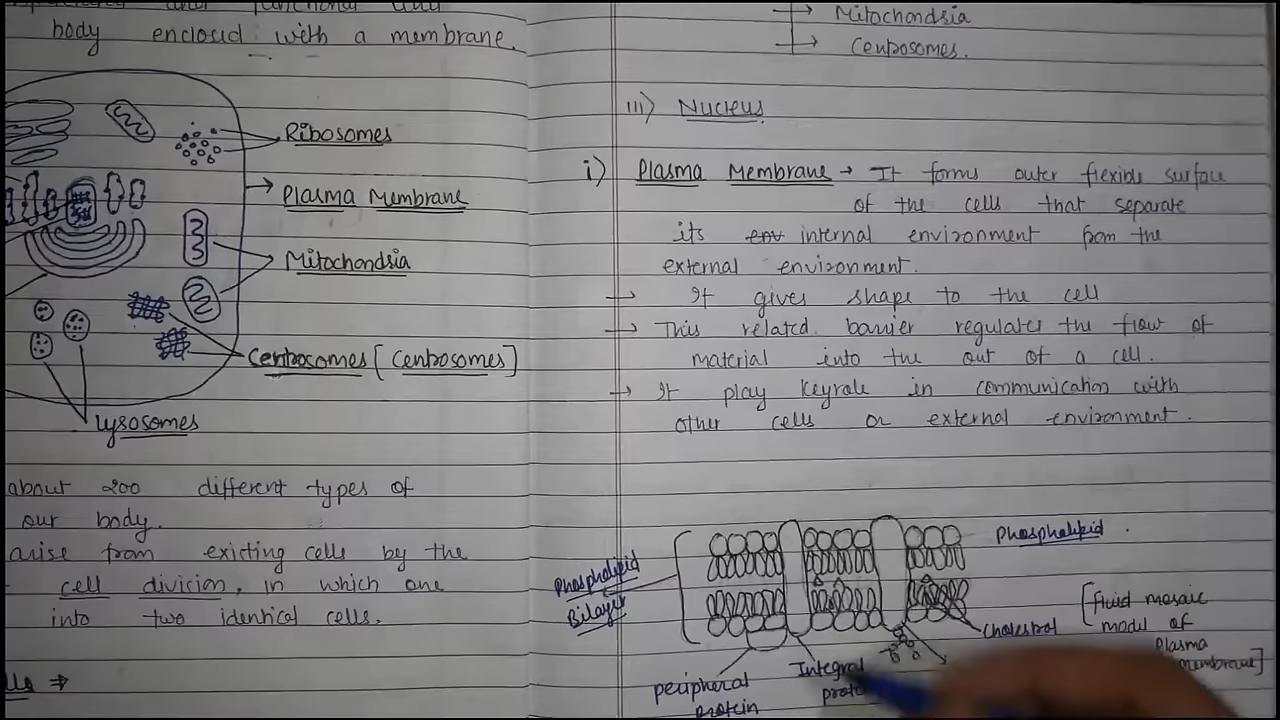 body enclosed with a membrane.
Ribosomes
Plasma Membrane
Mitochondria
Centrosomes [Centrosomes]
Lysosomes
about 200 different types of
our body.
arise from existing cells by the
cell division, in which one
into two identical cells.
⇒
→ Mitochondria
→ Centrosomes.
III) Nucleus
i) Plasma Membrane → It forms outer flexible surface
of the cells that separate
its env internal environment from the
external environment.
→ It gives shape to the cell
→ This related barrier regulates the flow of
material into the out of a cell.
→ It play keyrole in communication with
other cells or external environment.
Phospholipid
Phospholipid
Bilayer
Cholestrol
[fluid mosaic
model of
Plasma
membrane]
peripheral
protein
Integral